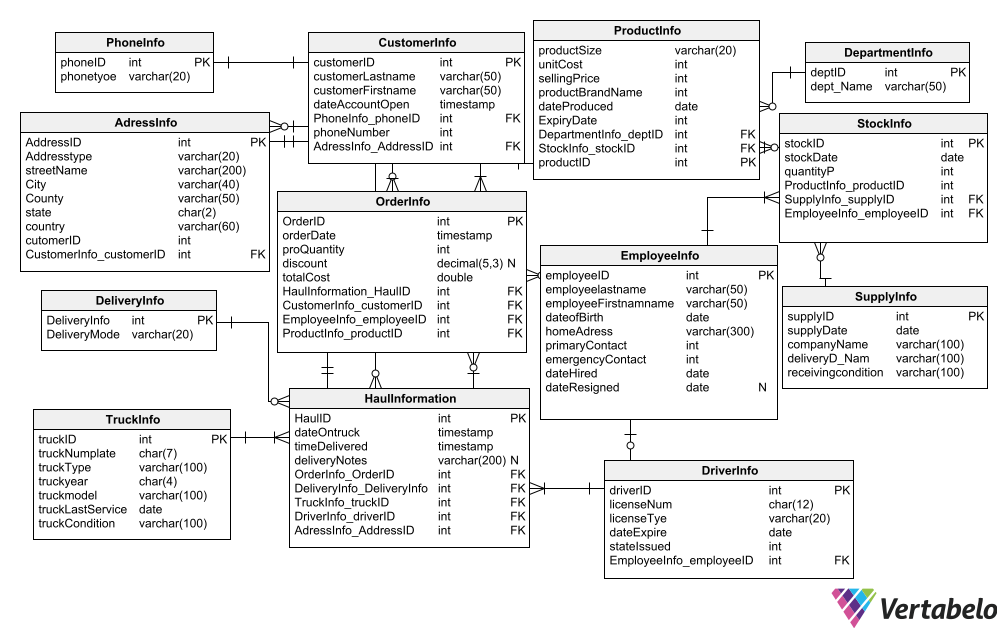 PhoneInfo
phoneID int PK
phonetyoe varchar(20)
CustomerInfo
customerID int PK
customerLastname varchar(50)
customerFirstname varchar(50)
dateAccountOpen timestamp
PhoneInfo_phoneID int FK
phoneNumber int
AdressInfo_AddressID int FK
ProductInfo
productSize varchar(20)
unitCost int
sellingPrice int
productBrandName int
dateProduced date
ExpiryDate int
DepartmentInfo_deptID int FK
StockInfo_stockID int FK
productID int PK
DepartmentInfo
deptID int PK
dept_Name varchar(50)
AdressInfo
AddressID int PK
Addresstype varchar(20)
streetName varchar(200)
City varchar(40)
County varchar(50)
state char(2)
country varchar(60)
cutomerID int
CustomerInfo_customerID int FK
StockInfo
stockID int PK
stockDate date
quantityP int
ProductInfo_productID int
SupplyInfo_supplyID int FK
EmployeeInfo_employeeID int FK
OrderInfo
OrderID int PK
orderDate timestamp
proQuantity int
discount decimal(5,3) N
totalCost double
HaulInformation_HaulID int FK
CustomerInfo_customerID int FK
EmployeeInfo_employeeID int FK
ProductInfo_productID int FK
EmployeeInfo
employeeID int PK
employeelastname varchar(50)
employeeFirstnamname varchar(50)
dateofBirth date
homeAdress varchar(300)
primaryContact int
emergencyContact int
dateHired date
dateResigned date N
DeliveryInfo
DeliveryInfo int PK
DeliveryMode varchar(20)
SupplyInfo
supplyID int PK
supplyDate date
companyName varchar(100)
deliveryD_Nam varchar(100)
receivingcondition varchar(100)
TruckInfo
truckID int PK
truckNumplate char(7)
truckType varchar(100)
truckyear char(4)
truckmodel varchar(100)
truckLastService date
truckCondition varchar(100)
HaulInformation
HaulID int PK
dateOntruck timestamp
timeDelivered timestamp
deliveryNotes varchar(200) N
OrderInfo_OrderID int FK
DeliveryInfo_DeliveryInfo int FK
TruckInfo_truckID int FK
DriverInfo_driverID int FK
AdressInfo_AddressID int FK
DriverInfo
driverID int PK
licenseNum char(12)
licenseTye varchar(20)
dateExpire date
stateIssued int
EmployeeInfo_employeeID int FK
Vertabelo